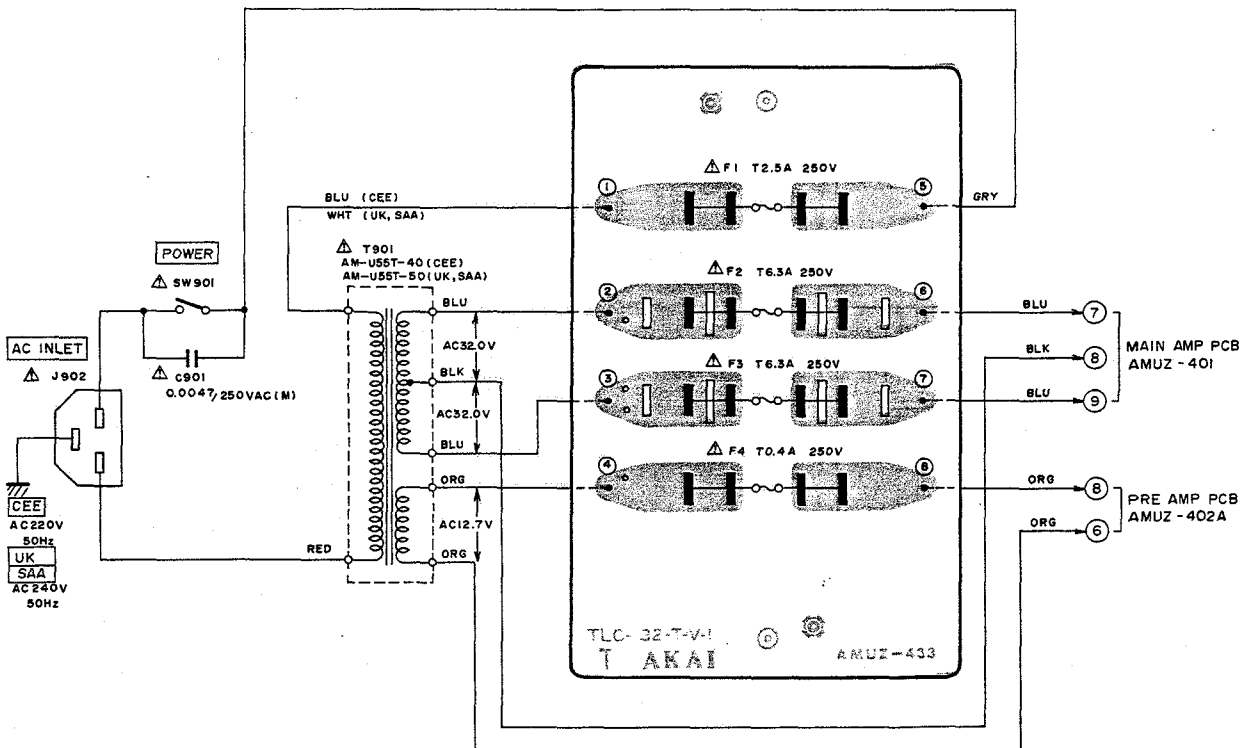 F1 T2.5A 250V
1
5
BLU (CEE)
GRY
WHT (UK, SAA)
POWER
T901
AM-U55T-40 (CEE)
AM-U55T-50 (UK, SAA)
SW901
F2 T6.3A 250V
2
6
BLU
BLU
7
AC INLET
J902
C901
0.0047/250VAC(M)
AC32.0V
BLK
BLK
8
MAIN AMP PCB
AMUZ-401
F3 T6.3A 250V
3
7
AC32.0V
BLU
BLU
9
F4 T0.4A 250V
4
8
ORG
ORG
8
CEE
AC220V
50Hz
AC12.7V
PRE AMP PCB
AMUZ-402A
ORG
6
UK
SAA
AC240V
50Hz
RED
ORG
TLC-32-T-V-1
T AKAI
AMUZ-433